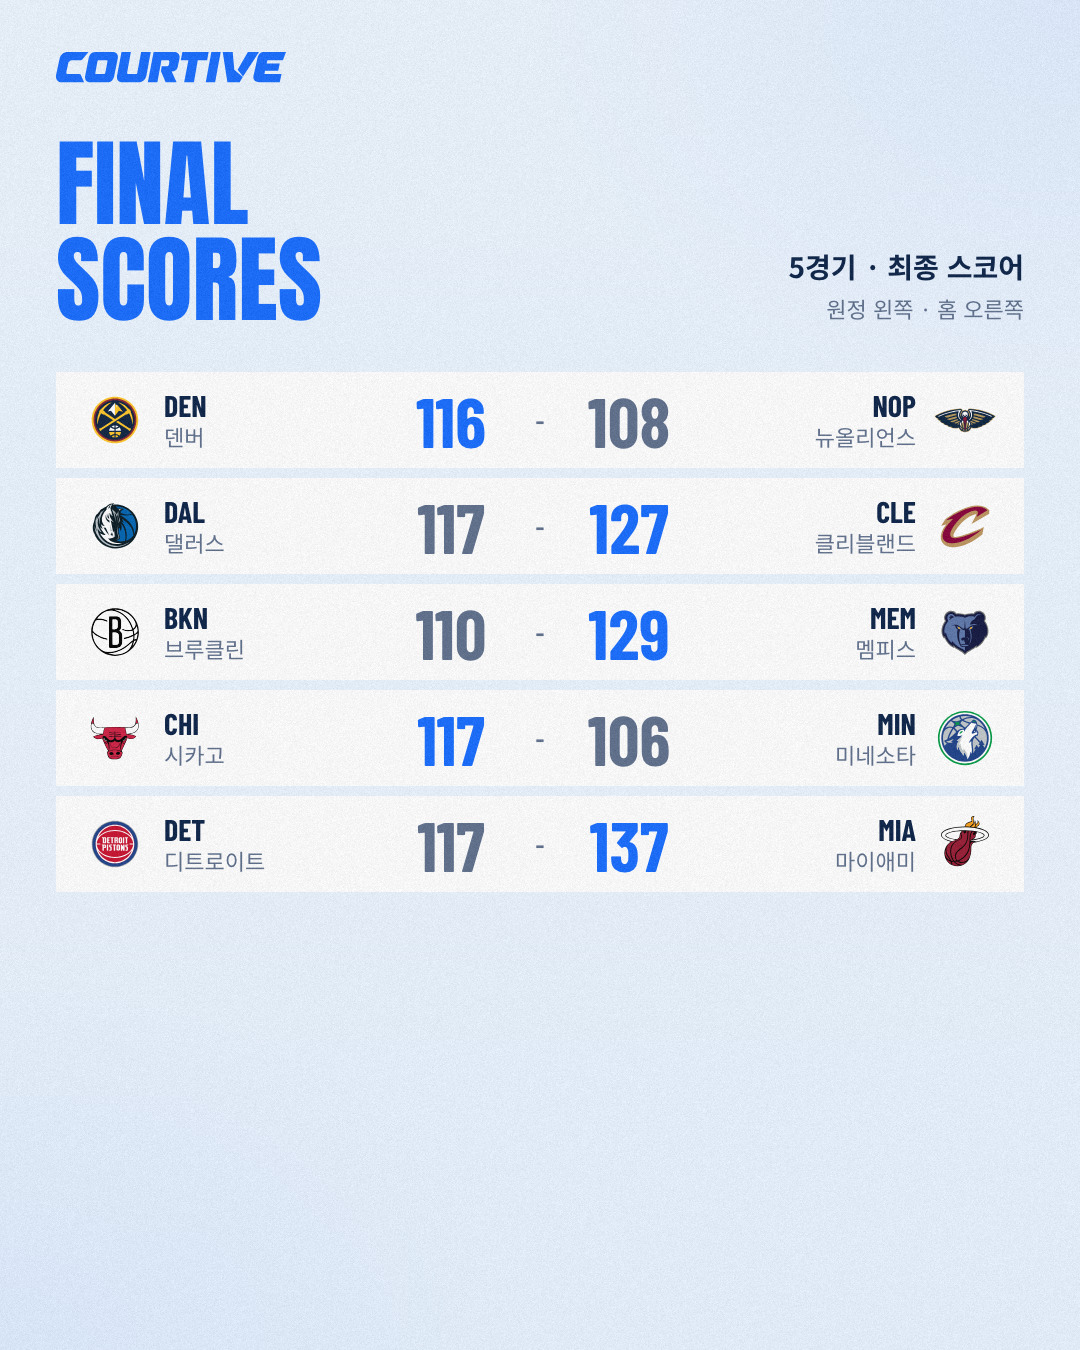 COURTIVE
FINAL
SCORES
5경기 · 최종 스코어
원정 왼쪽 · 홈 오른쪽
DEN 116 - 108 NOP
덴버 뉴올리언스
DAL 117 - 127 CLE
댈러스 클리블랜드
BKN 110 - 129 MEM
브루클린 멤피스
CHI 117 - 106 MIN
시카고 미네소타
DET 117 - 137 MIA
디트로이트 마이애미
DETROIT
PISTONS
B
C